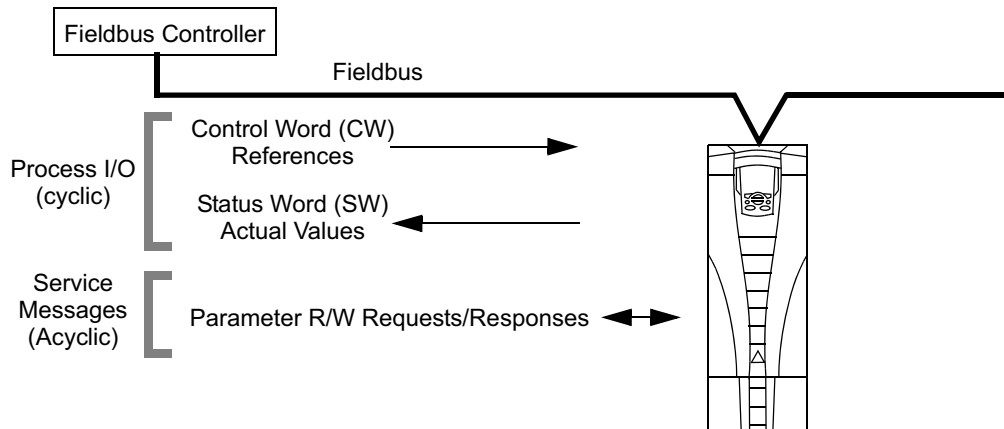 Fieldbus Controller
Fieldbus
Process I/O
(cyclic)
Control Word (CW)
References
Status Word (SW)
Actual Values
Service
Messages
(Acyclic)
Parameter R/W Requests/Responses